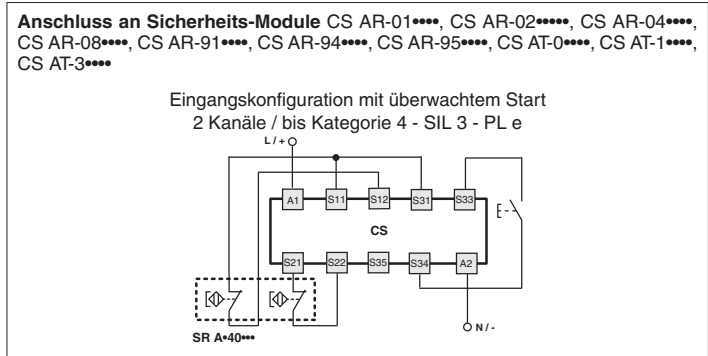 Anschluss an Sicherheits-Module CS AR-01••••, CS AR-02•••••, CS AR-04••••,
CS AR-08••••, CS AR-91••••, CS AR-94••••, CS AR-95••••, CS AT-0••••, CS AT-1••••,
CS AT-3••••
Eingangskonfiguration mit überwachtem Start
2 Kanäle / bis Kategorie 4 - SIL 3 - PL e
L / +
A1 S11 S12 S31 S33
CS
S21 S22 S35 S34 A2
SR A•40•••
N / -